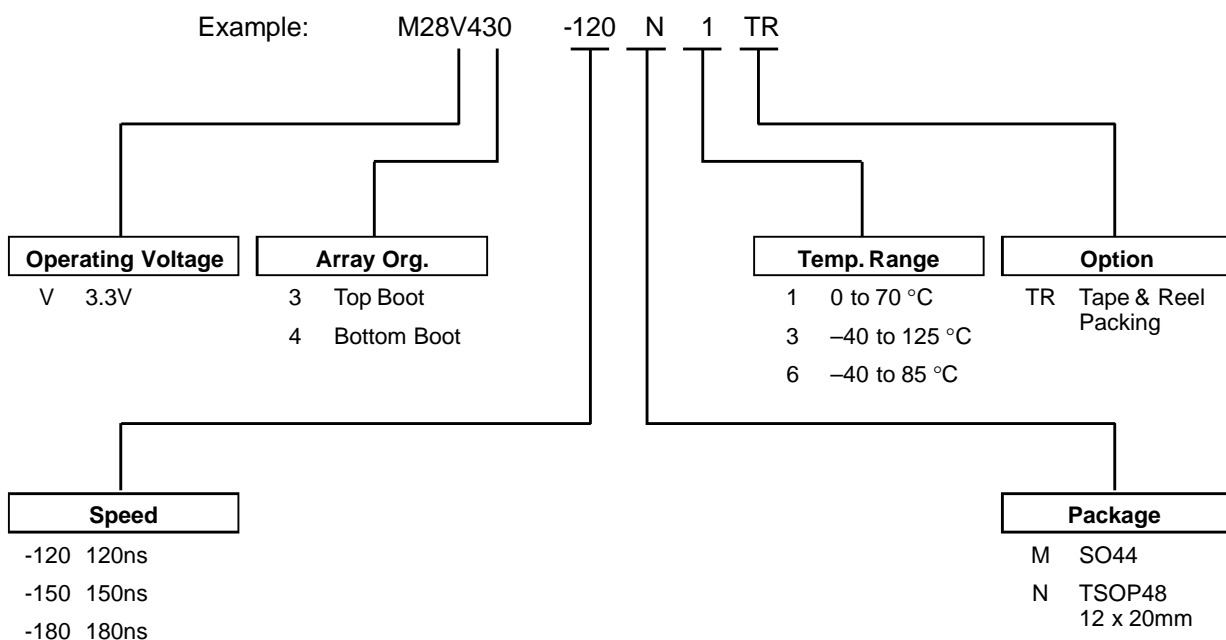 Example: M28V430 -120 N 1 TR
Operating Voltage
V 3.3V
Array Org.
3 Top Boot
4 Bottom Boot
Temp. Range
1 0 to 70 °C
3 –40 to 125 °C
6 –40 to 85 °C
Option
TR Tape & Reel
Packing
Speed
-120 120ns
-150 150ns
-180 180ns
Package
M SO44
N TSOP48
12 x 20mm